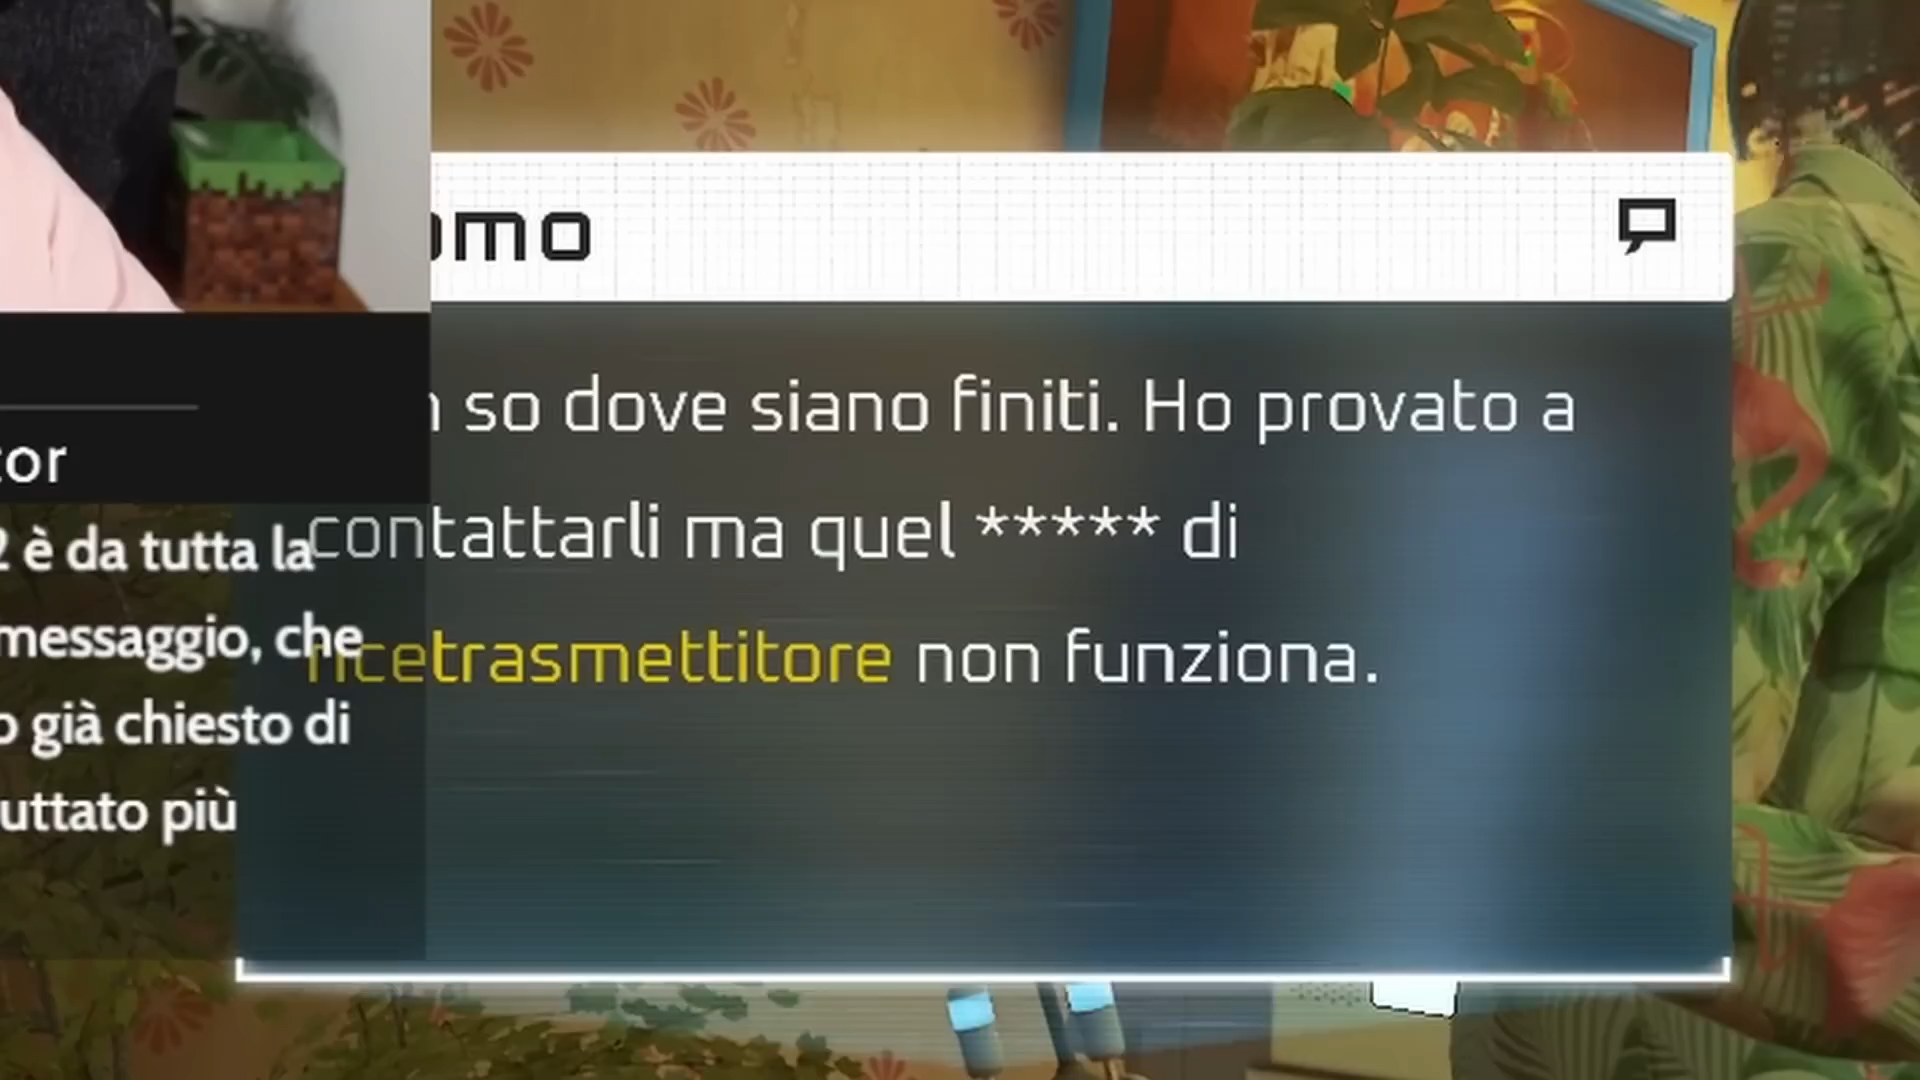 omo
so dove siano finiti. Ho provato a
contattarli ma quel ***** di
ricetrasmettitore non funziona.
tor
2 è da tutta la
messaggio, che
o già chiesto di
uttato più